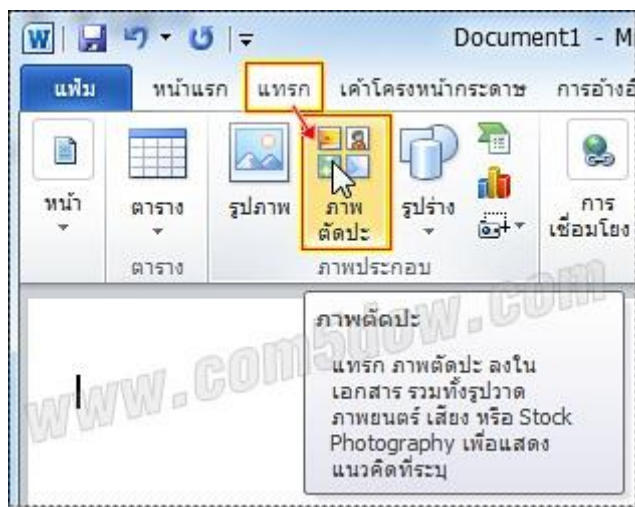 W
Document1 - Mi
แฟ้ม หน้าแรก แทรก เค้าโครงหน้ากระดาษ การอ้างอิ
หน้า ตาราง รูปภาพ ภาพ รูปร่าง การ
ตัดปะ เชื่อมโยง
ตาราง ภาพประกอบ
ภาพตัดปะ
แทรก ภาพตัดปะ ลงใน
เอกสาร รวมทั้งรูปวาด
ภาพยนตร์ เสียง หรือ Stock
Photography เพื่อแสดง
แนวคิดที่ระบุ
www.com5dow.com